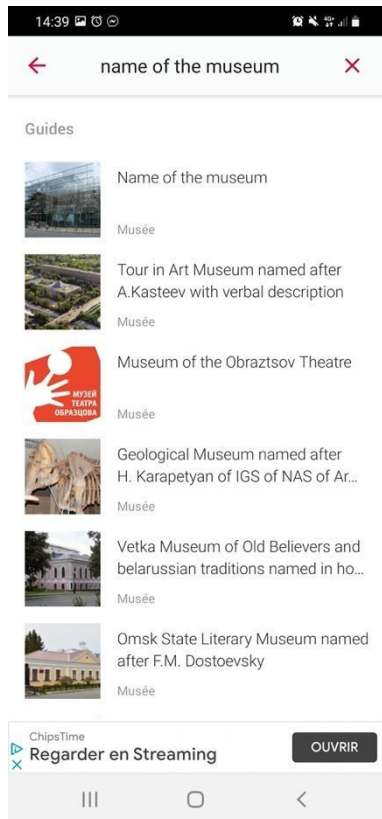 14:39
4G+
name of the museum
Guides
Name of the museum
Musée
Tour in Art Museum named after
A.Kasteev with verbal description
Musée
МУЗЕЙ
ТЕАТРА
ОБРАЗЦОВА
Museum of the Obraztsov Theatre
Musée
Geological Museum named after
H. Karapetyan of IGS of NAS of Ar...
Musée
Vetka Museum of Old Believers and
belarussian traditions named in ho...
Musée
Omsk State Literary Museum named
after F.M. Dostoevsky
Musée
ChipsTime
Regarder en Streaming
OUVRIR